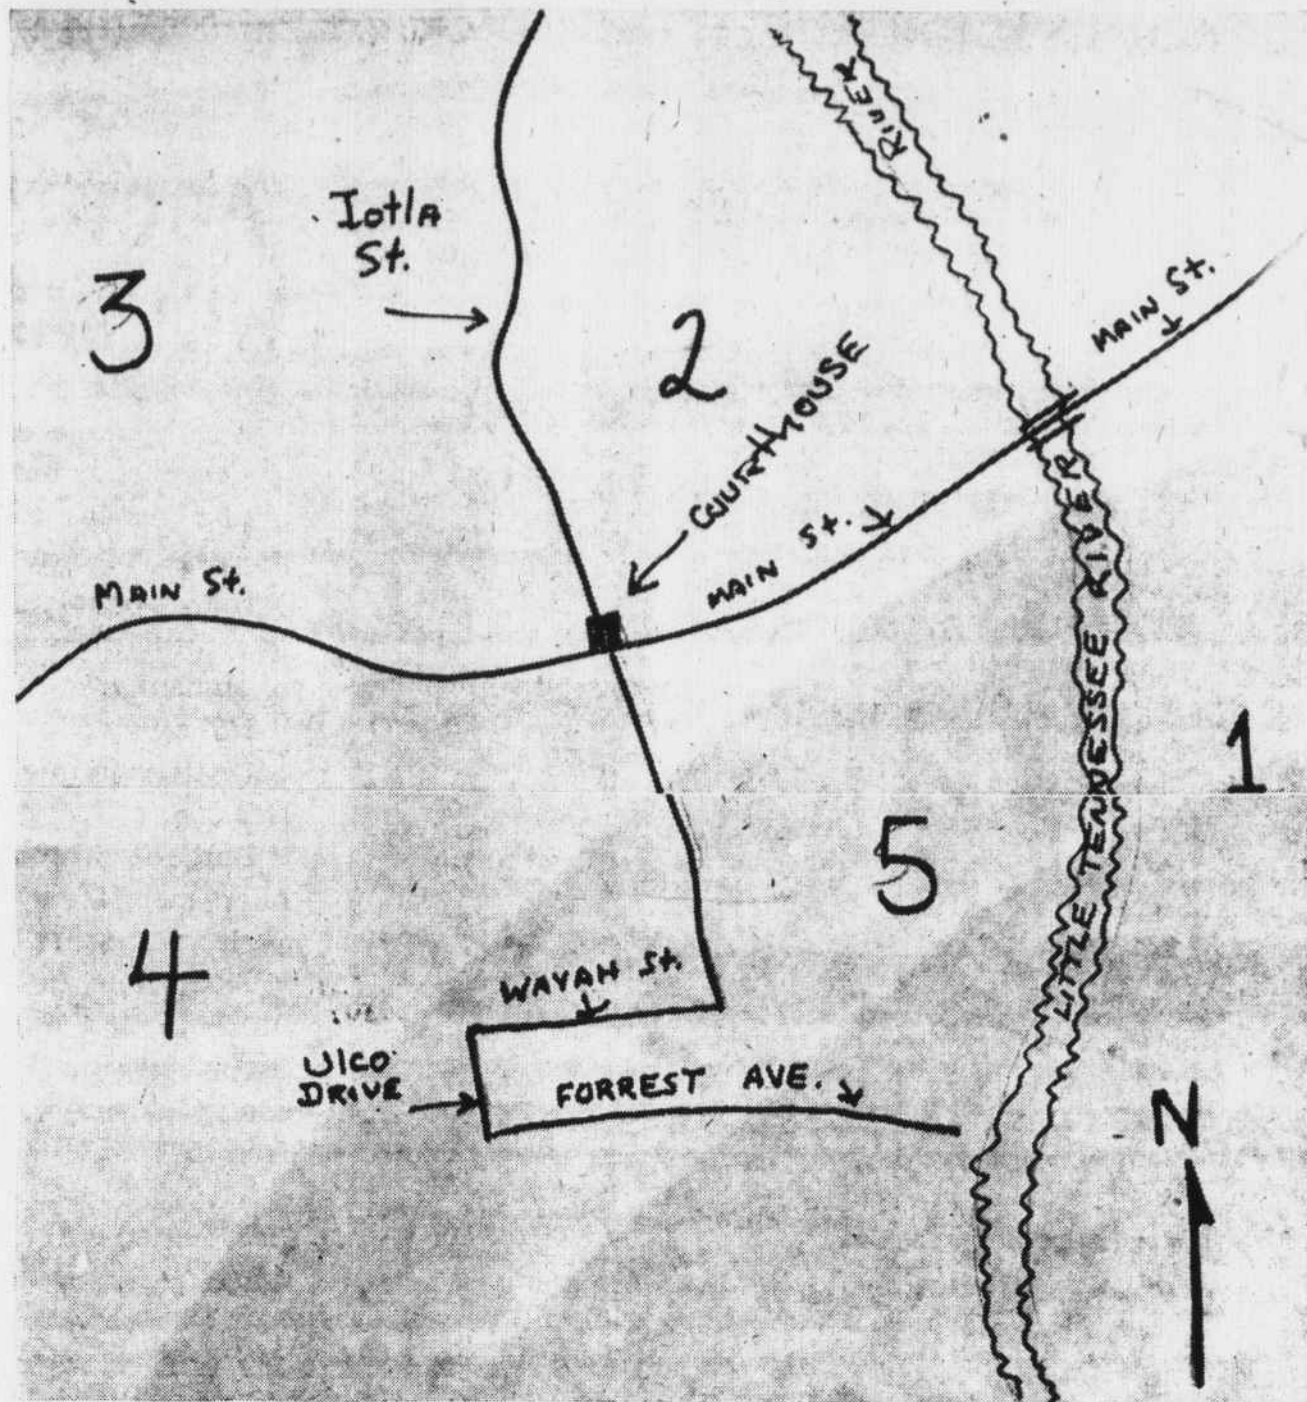 RIVER
Iotla
St.
3
2
MAIN St.
COURTHOUSE
MAIN St.
MAIN St.
LITTLE TENNESSEE RIVER
1
5
4
WAYAH St.
Ulco
DRIVE
FORREST AVE.
N